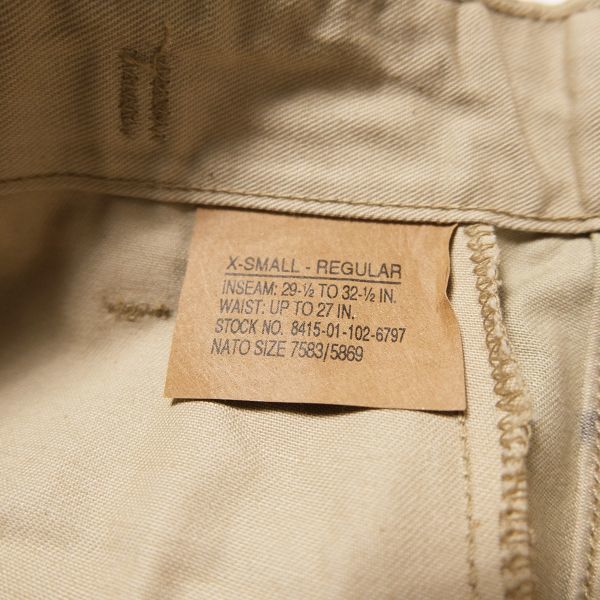 X-SMALL - REGULAR
INSEAM: 29-½ TO 32-½ IN.
WAIST: UP TO 27 IN.
STOCK NO. 8415-01-102-6797
NATO SIZE 7583/5869